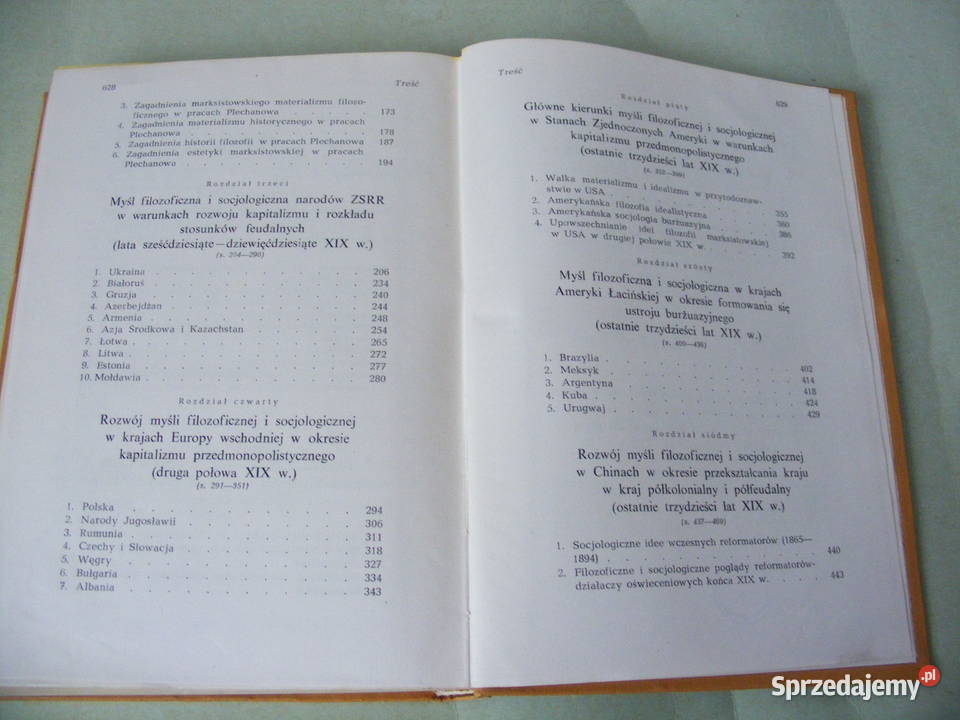 628
Treść
3. Zagadnienia marksistowskiego materializmu filozo-
ficznego w pracach Plechanowa . . . . 173
4. Zagadnienia materializmu historycznego w pracach
Plechanowa . . . . . . . . . 178
5. Zagadnienia historii filozofii w pracach Plechanowa 187
6. Zagadnienia estetyki marksistowskiej w pracach
Plechanowa . . . . . . . . 194
Rozdział trzeci
Myśl filozoficzna i socjologiczna narodów ZSRR
w warunkach rozwoju kapitalizmu i rozkładu
stosunków feudalnych
(lata sześćdziesiąte—dziewięćdziesiąte XIX w.)
(s. 204—290)
1. Ukraina . . . . . . . . . 206
2. Białoruś . . . . . . . . . 234
3. Gruzja . . . . . . . . . 240
4. Azerbejdżan . . . . . . . . 244
5. Armenia . . . . . . . . . 248
6. Azja Środkowa i Kazachstan . . . . . 254
7. Łotwa . . . . . . . . . 265
8. Litwa . . . . . . . . . 272
9. Estonia . . . . . . . . . 277
10. Mołdawia . . . . . . . . . 280
Rozdział czwarty
Rozwój myśli filozoficznej i socjologicznej
w krajach Europy wschodniej w okresie
kapitalizmu przedmonopolistycznego
(druga połowa XIX w.)
(s. 291—351)
1. Polska . . . . . . . . . 294
2. Narody Jugosławii . . . . . . . 306
3. Rumunia . . . . . . . . . 311
4. Czechy i Słowacja . . . . . . . 318
5. Węgry . . . . . . . . . 327
6. Bułgaria . . . . . . . . . 334
7. Albania . . . . . . . . . 343
Treść
629
Rozdział piąty
Główne kierunki myśli filozoficznej i socjologicznej
w Stanach Zjednoczonych Ameryki w warunkach
kapitalizmu przedmonopolistycznego
(ostatnie trzydzieści lat XIX w.)
1. Walka materializmu i idealizmu w przyrodoznaw-
stwie w USA . . . . . . . . 355
2. Amerykańska filozofia idealistyczna . . . . 360
3. Amerykańska socjologia burżuazyjna . . . . 386
4. Upowszechnianie idei filozofii marksistowskiej
w USA w drugiej połowie XIX w. . . . . 392
Rozdział szósty
Myśl filozoficzna i socjologiczna w krajach
Ameryki Łacińskiej w okresie formowania się
ustroju burżuazyjnego
(ostatnie trzydzieści lat XIX w.)
(s. 400—436)
1. Brazylia . . . . . . . . . 402
2. Meksyk . . . . . . . . . 414
3. Argentyna . . . . . . . . . 418
4. Kuba . . . . . . . . . 424
5. Urugwaj . . . . . . . . . 429
Rozdział siódmy
Rozwój myśli filozoficznej i socjologicznej
w Chinach w okresie przekształcania kraju
w kraj półkolonialny i półfeudalny
(ostatnie trzydzieści lat XIX w.)
(s. 437—469)
1. Socjologiczne idee wczesnych reformatorów (1865—
1894) . . . . . . . . . 440
2. Filozoficzne i socjologiczne poglądy reformatorów-
działaczy oświeceniowych końca XIX w. . . . 443
Sprzedajemy.pl